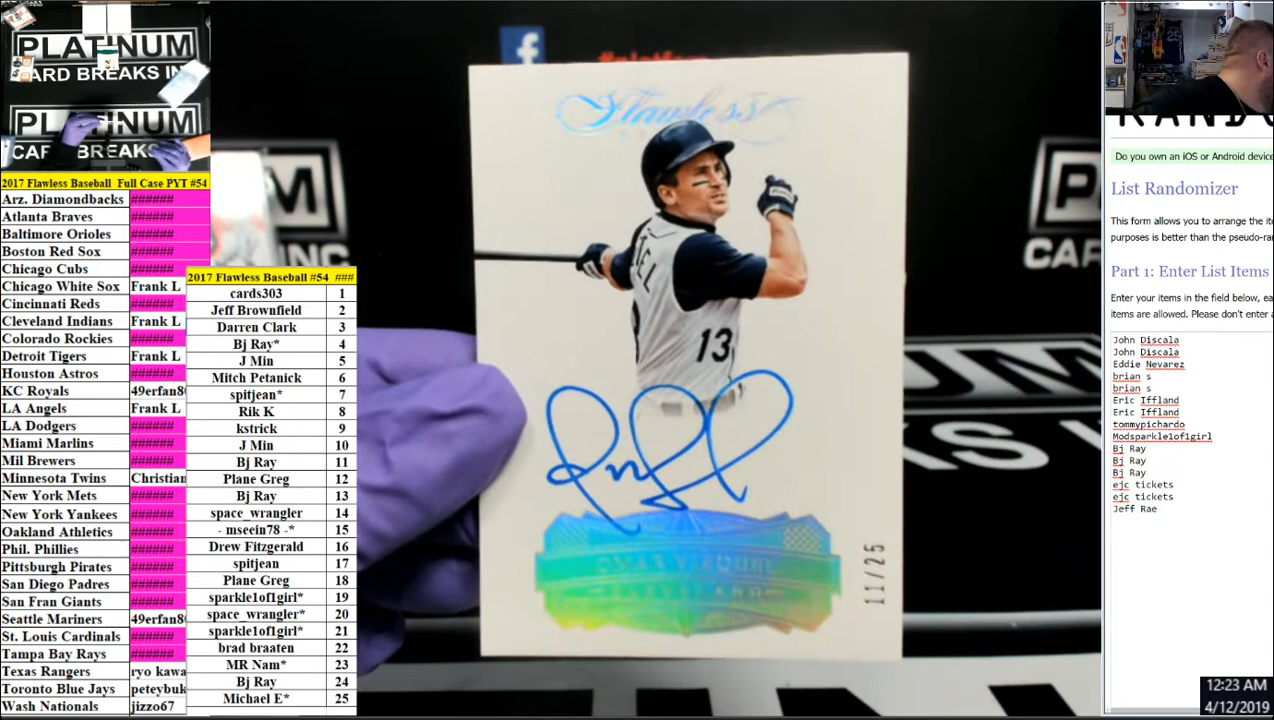 PLATINUM
CARD BREAKS IN
PLATINUM
CARD BREAKS IN
2017 Flawless Baseball Full Case PYT #54
Arz. Diamondbacks ######
Atlanta Braves ######
Baltimore Orioles ######
Boston Red Sox ######
Chicago Cubs ######
Chicago White Sox Frank L
Cincinnati Reds ######
Cleveland Indians Frank L
Colorado Rockies ######
Detroit Tigers Frank L
Houston Astros ######
KC Royals 49erfan8
LA Angels Frank L
LA Dodgers ######
Miami Marlins ######
Mil Brewers ######
Minnesota Twins Christian
New York Mets ######
New York Yankees ######
Oakland Athletics ######
Phil. Phillies ######
Pittsburgh Pirates ######
San Diego Padres ######
San Fran Giants ######
Seattle Mariners 49erfan8
St. Louis Cardinals ######
Tampa Bay Rays ######
Texas Rangers ryo kawa
Toronto Blue Jays peteybuk
Wash Nationals jizzo67
2017 Flawless Baseball #54 ###
cards303 1
Jeff Brownfield 2
Darren Clark 3
Bj Ray* 4
J Min 5
Mitch Petanick 6
spitjean* 7
Rik K 8
kstrick 9
J Min 10
Bj Ray 11
Plane Greg 12
Bj Ray 13
space_wrangler 14
- mseein78 -* 15
Drew Fitzgerald 16
spitjean 17
Plane Greg 18
sparkle1of1girl* 19
space_wrangler* 20
sparkle1of1girl* 21
brad braaten 22
MR Nam* 23
Bj Ray 24
Michael E* 25
Flawless
13
OMAR VIZQUEL
11/25
Do you own an iOS or Android device
List Randomizer
This form allows you to arrange the ite
purposes is better than the pseudo-ra
Part 1: Enter List Items
Enter your items in the field below, ea
items are allowed. Please don't enter a
John Discala
John Discala
Eddie Nevarez
brian s
brian s
Eric Iffland
Eric Iffland
tommypichardo
Modsparkle1of1girl
Bj Ray
Bj Ray
Bj Ray
ejc tickets
ejc tickets
Jeff Rae
12:23 AM
4/12/2019